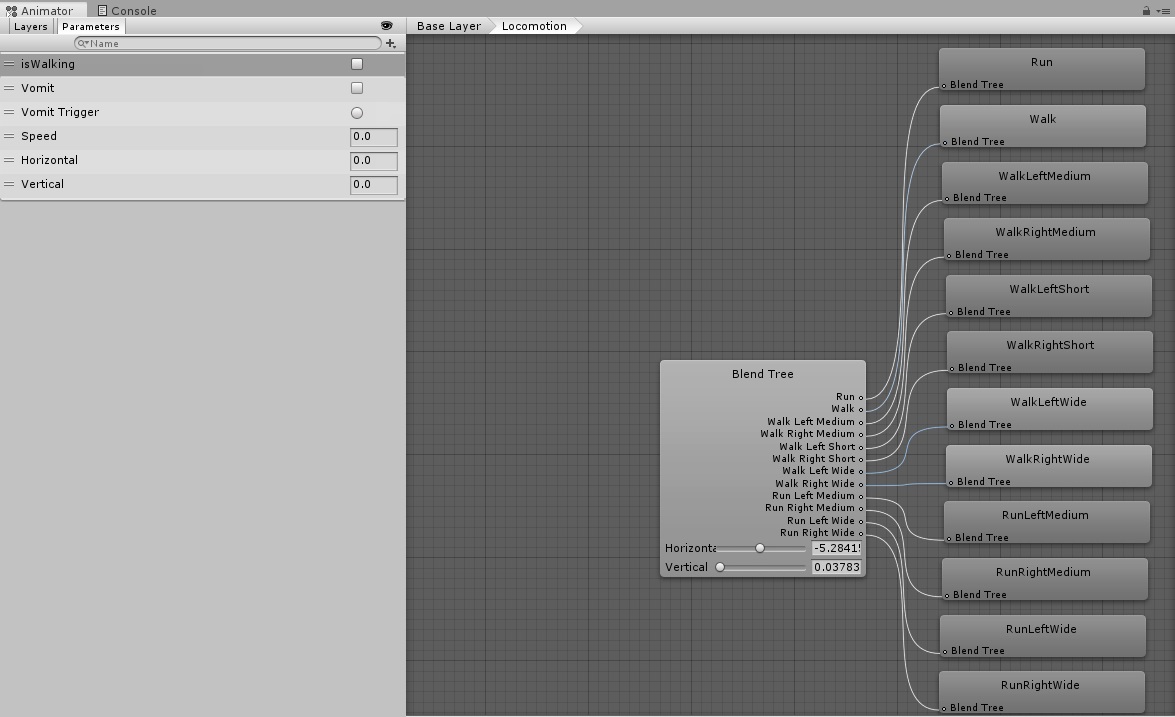 Animator Console
Layers Parameters
Name
isWalking
Vomit
Vomit Trigger
Speed 0.0
Horizontal 0.0
Vertical 0.0
Base Layer Locomotion
Blend Tree
Run
Walk
Walk Left Medium
Walk Right Medium
Walk Left Short
Walk Right Short
Walk Left Wide
Walk Right Wide
Run Left Medium
Run Right Medium
Run Left Wide
Run Right Wide
Horizonta -5.2841
Vertical 0.03783
Run
Blend Tree
Walk
Blend Tree
WalkLeftMedium
Blend Tree
WalkRightMedium
Blend Tree
WalkLeftShort
Blend Tree
WalkRightShort
Blend Tree
WalkLeftWide
Blend Tree
WalkRightWide
Blend Tree
RunLeftMedium
Blend Tree
RunRightMedium
Blend Tree
RunLeftWide
Blend Tree
RunRightWide
Blend Tree